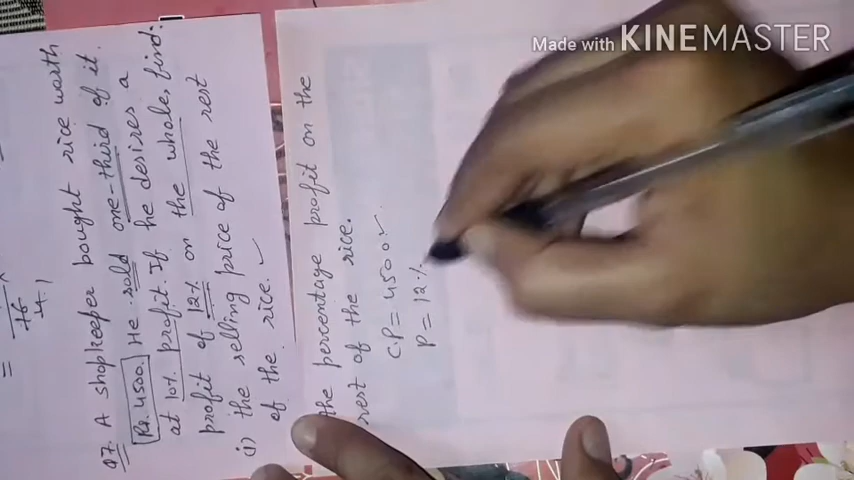 Made with KINEMASTER
=
16
4.1
Q7. A shopkeeper bought rice worth
Rs. 4500. He sold one-third of it
at 10% profit. If he desires a
profit of 12% on the whole, find:
i) the selling price of the rest
of the rice.
the percentage profit on the
rest of the rice.
C.P = 4500
P = 12%